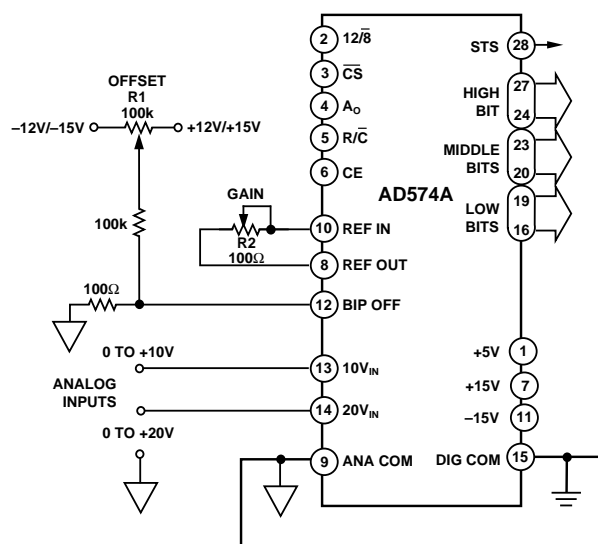 2 12/8̅
3 C̅S̅
4 AO
5 R/C̅
6 CE
10 REF IN
8 REF OUT
12 BIP OFF
13 10VIN
14 20VIN
9 ANA COM
AD574A
STS 28
HIGH BIT
27
24
MIDDLE BITS
23
20
LOW BITS
19
16
+5V 1
+15V 7
–15V 11
DIG COM 15
OFFSET
R1
100k
–12V/–15V
+12V/+15V
100k
GAIN
R2
100Ω
100Ω
0 TO +10V
ANALOG
INPUTS
0 TO +20V